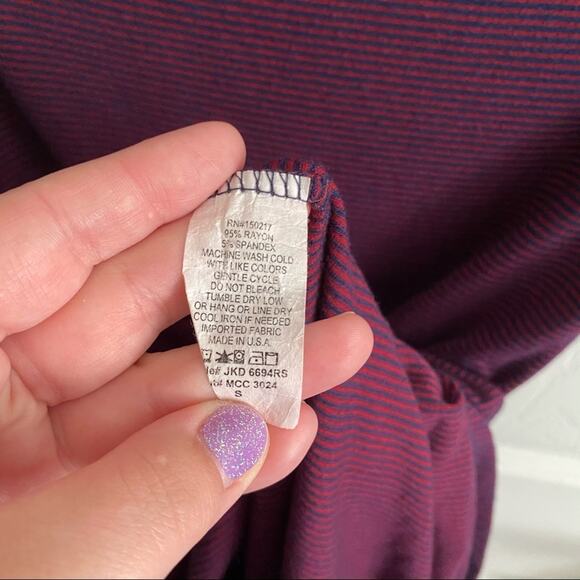 RN#150217
95% RAYON
5% SPANDEX
MACHINE WASH COLD
WITH LIKE COLORS
GENTLE CYCLE
DO NOT BLEACH
TUMBLE DRY LOW
OR HANG OR LINE DRY
COOL IRON IF NEEDED
IMPORTED FABRIC
MADE IN U.S.A.
le# JKD 6694RS
# MCC 3024
S